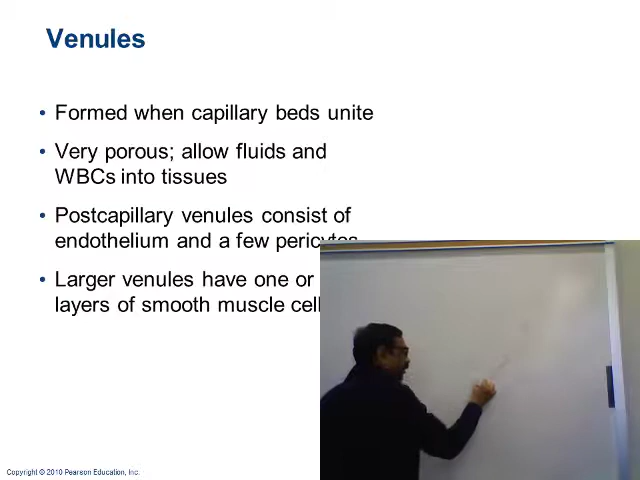 Venules
• Formed when capillary beds unite
• Very porous; allow fluids and
WBCs into tissues
• Postcapillary venules consist of
endothelium and a few pericytes
• Larger venules have one or
layers of smooth muscle cell
Copyright © 2010 Pearson Education, Inc.